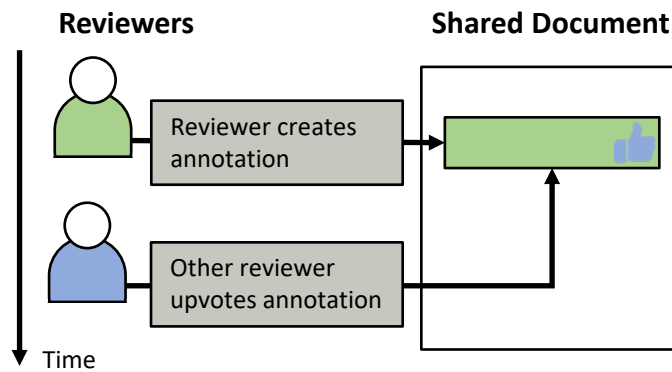 Reviewers
Shared Document
Reviewer creates
annotation
Other reviewer
upvotes annotation
Time